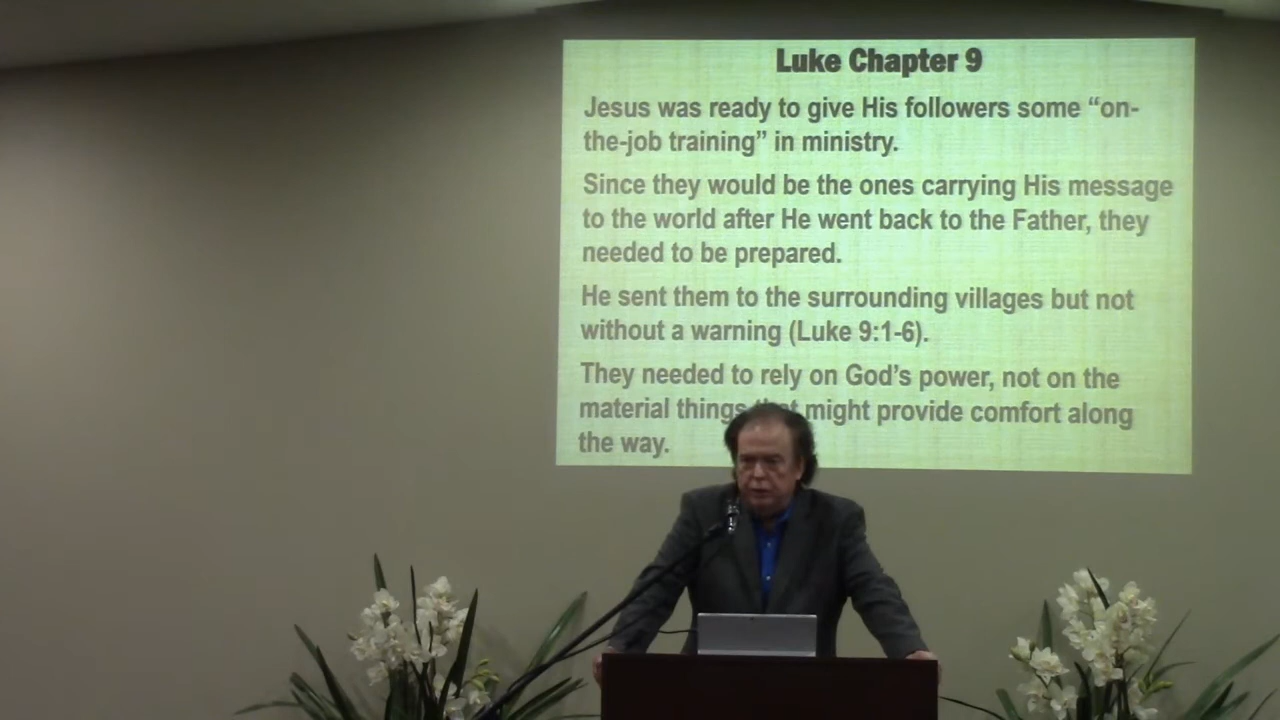 Luke Chapter 9
Jesus was ready to give His followers some “on-
the-job training” in ministry.
Since they would be the ones carrying His message
to the world after He went back to the Father, they
needed to be prepared.
He sent them to the surrounding villages but not
without a warning (Luke 9:1-6).
They needed to rely on God’s power, not on the
material things that might provide comfort along
the way.